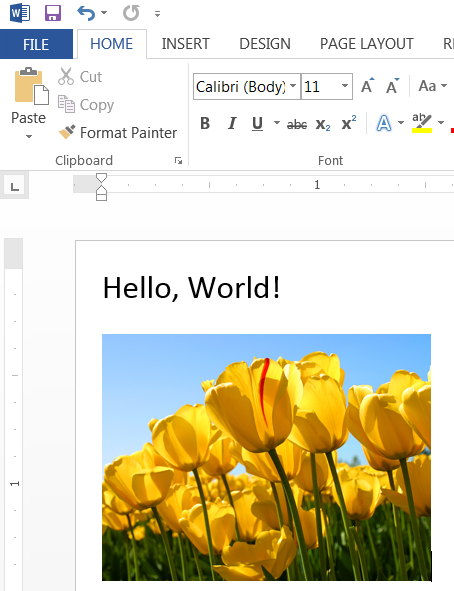 FILE HOME INSERT DESIGN PAGE LAYOUT
Cut
Copy
Paste
Format Painter
Clipboard
Calibri (Body) 11 A A Aa
B I U abc x2 x2 A ab
Font
L
1
1
Hello, World!